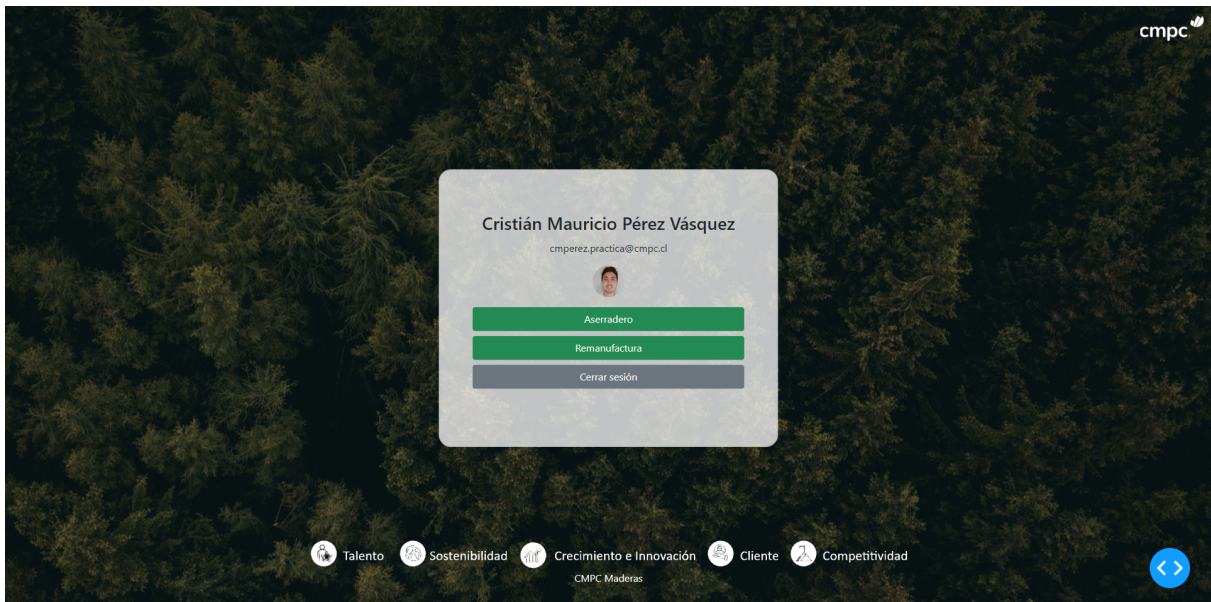 cmpc
Cristián Mauricio Pérez Vásquez
cmperez.practica@cmpc.cl
Aserradero
Remanufactura
Cerrar sesión
Talento Sostenibilidad Crecimiento e Innovación Cliente Competitividad
CMPC Maderas